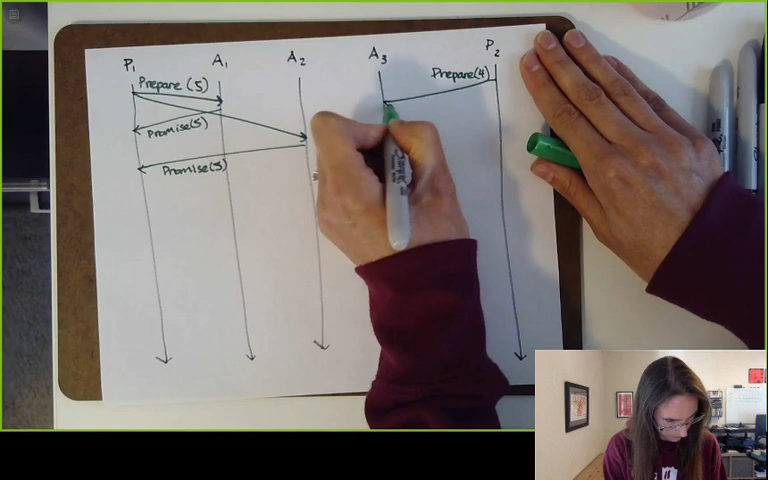 P1 A1 A2 A3 P2
Prepare (5)
Prepare(4)
Promise(5)
Promise(5)